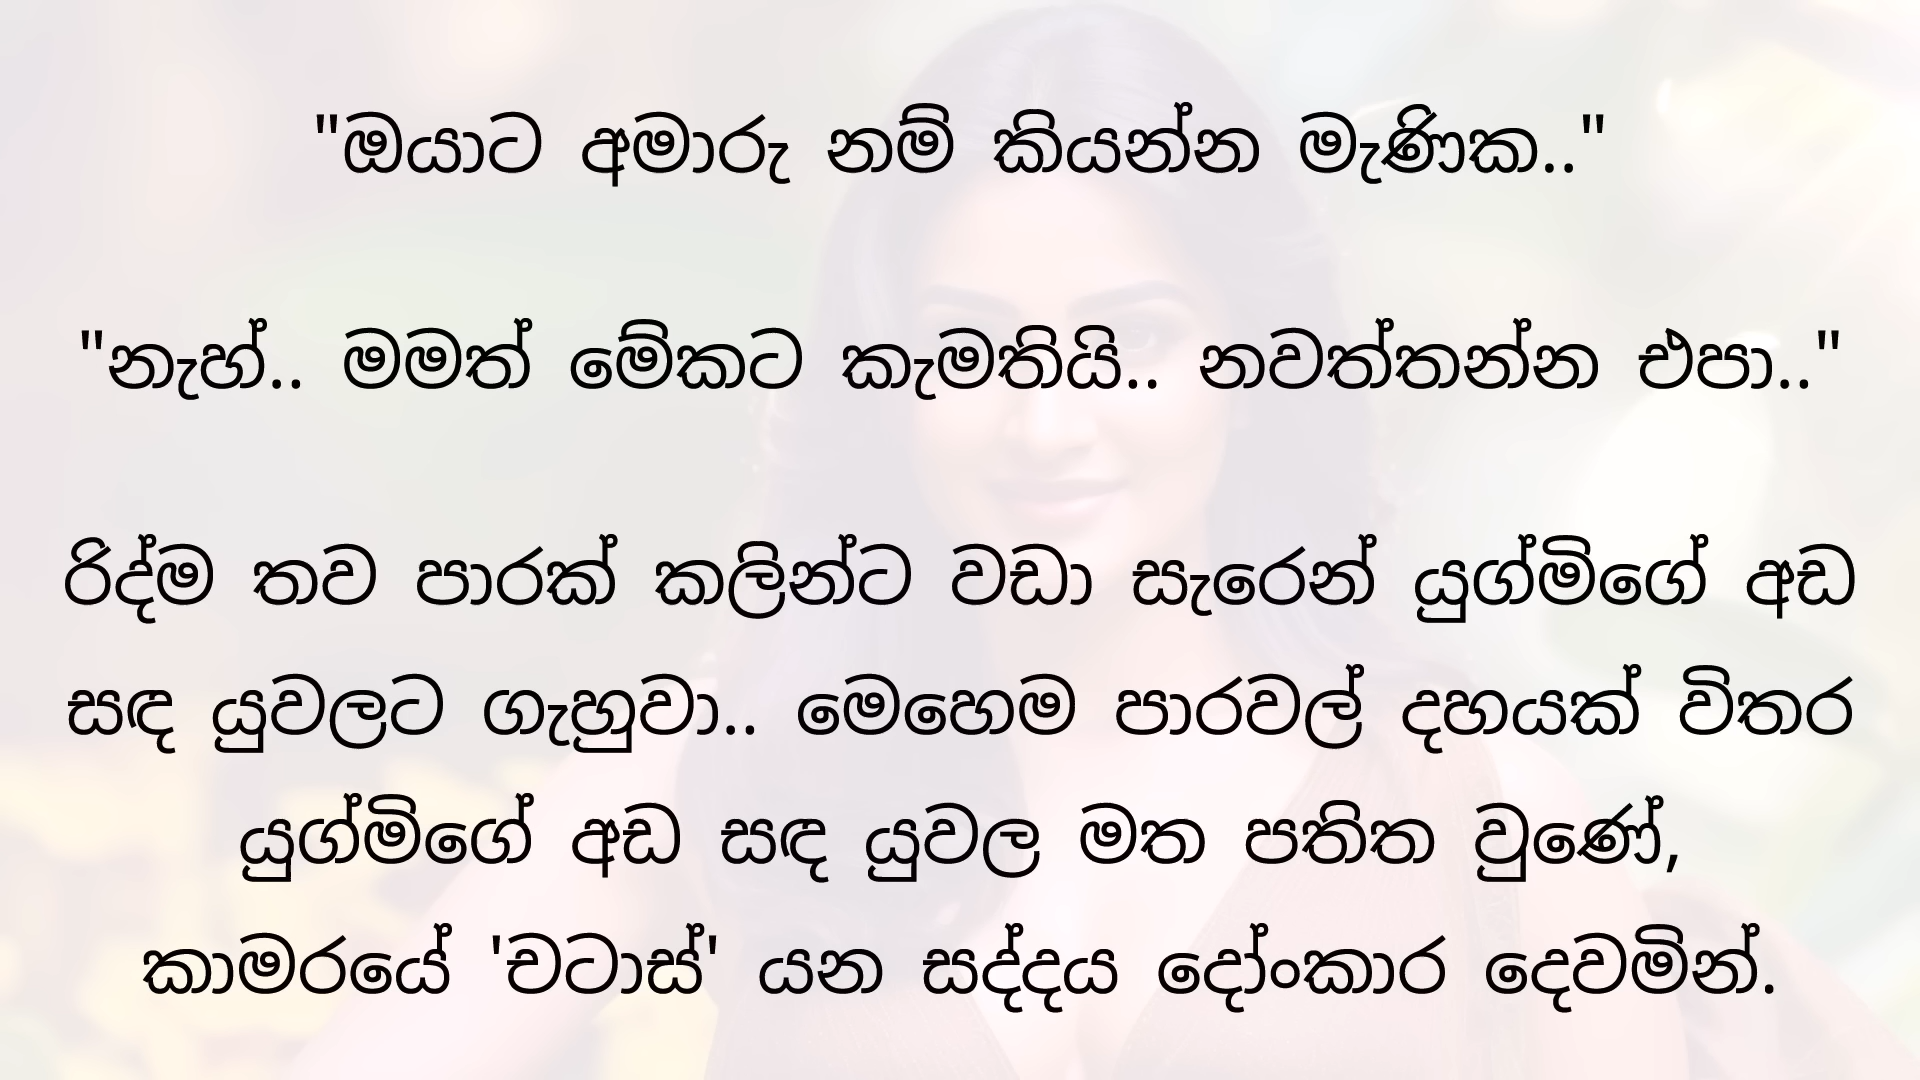 "ඔයාට අමාරු නම් කියන්න මැණික.."
"නැහ්.. මමත් මේකට කැමතියි.. නවත්තන්න එපා.."
රිද්ම තව පාරක් කලින්ට වඩා සැරෙන් යුග්මිගේ අඩ
සඳ යුවලට ගැහුවා.. මෙහෙම පාරවල් දහයක් විතර
යුග්මිගේ අඩ සඳ යුවල මත පතිත වුණේ,
කාමරයේ 'චටාස්' යන සද්දය දෝංකාර දෙවමින්.